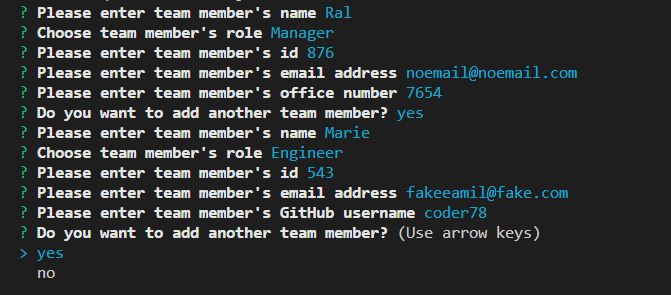 ? Please enter team member's name Ral
? Choose team member's role Manager
? Please enter team member's id 876
? Please enter team member's email address noemail@noemail.com
? Please enter team member's office number 7654
? Do you want to add another team member? yes
? Please enter team member's name Marie
? Choose team member's role Engineer
? Please enter team member's id 543
? Please enter team member's email address fakeeamil@fake.com
? Please enter team member's GitHub username coder78
? Do you want to add another team member? (Use arrow keys)
> yes
no